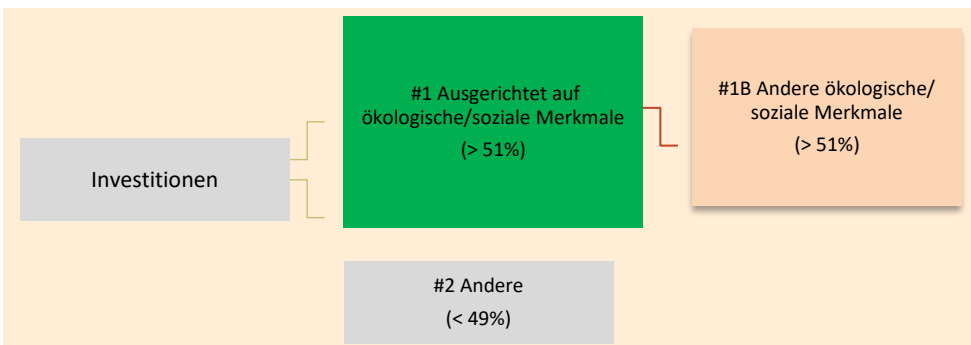 Investitionen
#1 Ausgerichtet auf
ökologische/soziale Merkmale
(> 51%)
#1B Andere ökologische/
soziale Merkmale
(> 51%)
#2 Andere
(< 49%)